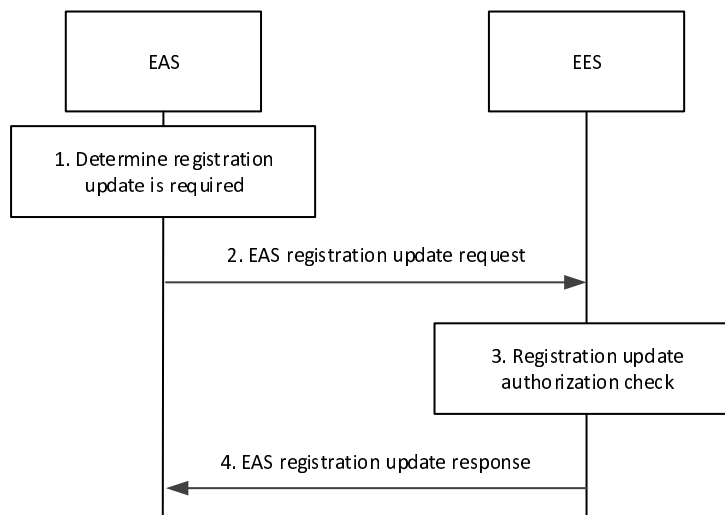 EAS
EES
1. Determine registration
update is required
2. EAS registration update request
3. Registration update
authorization check
4. EAS registration update response